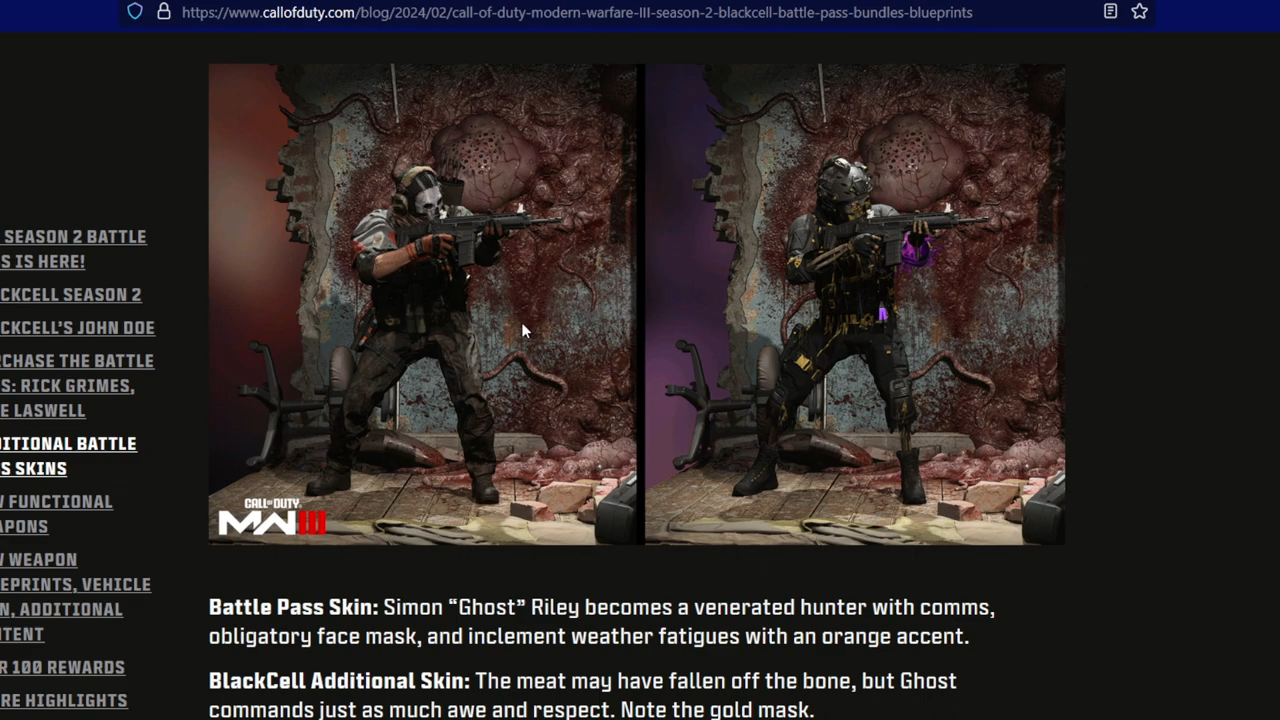 https://www.callofduty.com/blog/2024/02/call-of-duty-modern-warfare-III-season-2-blackcell-battle-pass-bundles-blueprints
SEASON 2 BATTLE
S IS HERE!
CKCELL SEASON 2
CKCELL'S JOHN DOE
RCHASE THE BATTLE
S: RICK GRIMES,
E LASWELL
DITIONAL BATTLE
S SKINS
W FUNCTIONAL
APONS
W WEAPON
EPRINTS, VEHICLE
N, ADDITIONAL
TENT
R 100 REWARDS
RE HIGHLIGHTS
CALL OF DUTY
MWIII
Battle Pass Skin: Simon “Ghost” Riley becomes a venerated hunter with comms,
obligatory face mask, and inclement weather fatigues with an orange accent.
BlackCell Additional Skin: The meat may have fallen off the bone, but Ghost
commands just as much awe and respect. Note the gold mask.